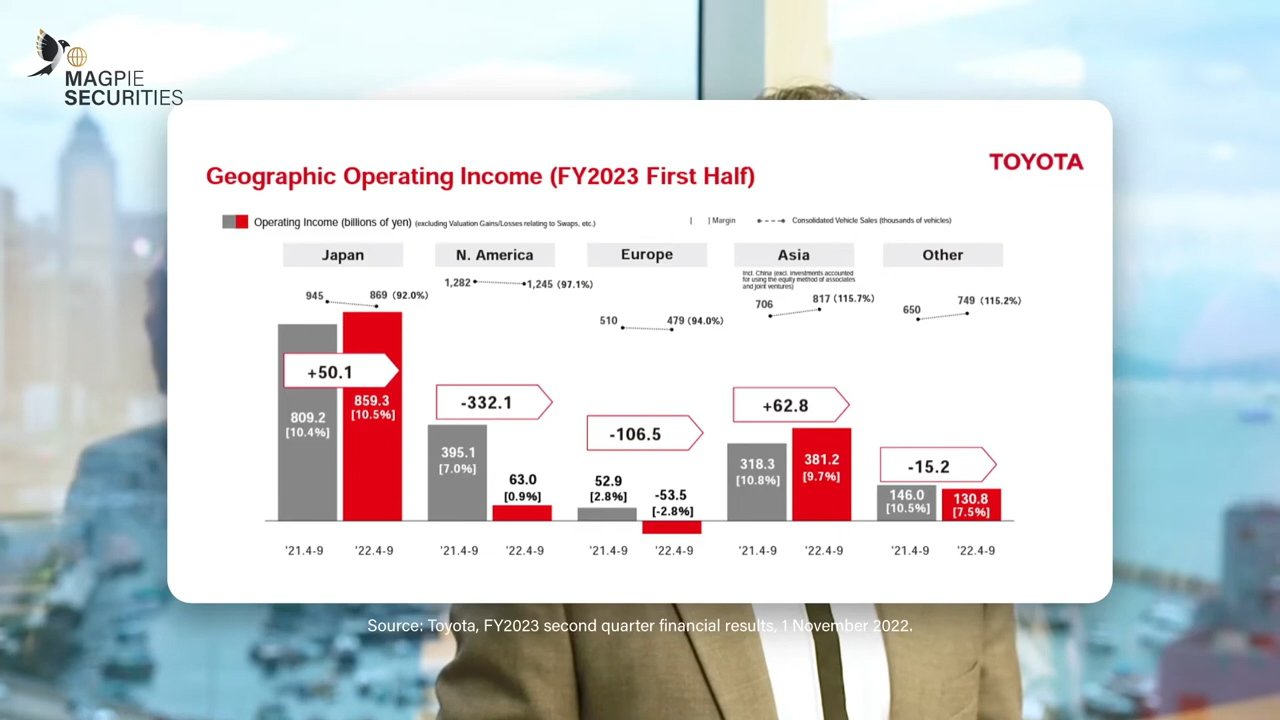 MAGPIE
SECURITIES
TOYOTA
Geographic Operating Income (FY2023 First Half)
Operating Income (billions of yen) (excluding Valuation Gains/Losses relating to Swaps, etc.)
[ ] Margin
Consolidated Vehicle Sales (thousands of vehicles)
Japan
N. America
Europe
Asia
Other
Incl. China (excl. investments accounted
for using the equity method of associates
and joint ventures)
945
869 (92.0%)
1,282
1,245 (97.1%)
510
479 (94.0%)
706
817 (115.7%)
650
749 (115.2%)
+50.1
-332.1
-106.5
+62.8
-15.2
809.2
[10.4%]
859.3
[10.5%]
395.1
[7.0%]
63.0
[0.9%]
52.9
[2.8%]
-53.5
[-2.8%]
318.3
[10.8%]
381.2
[9.7%]
146.0
[10.5%]
130.8
[7.5%]
'21.4-9
'22.4-9
'21.4-9
'22.4-9
'21.4-9
'22.4-9
'21.4-9
'22.4-9
'21.4-9
'22.4-9
Source: Toyota, FY2023 second quarter financial results, 1 November 2022.